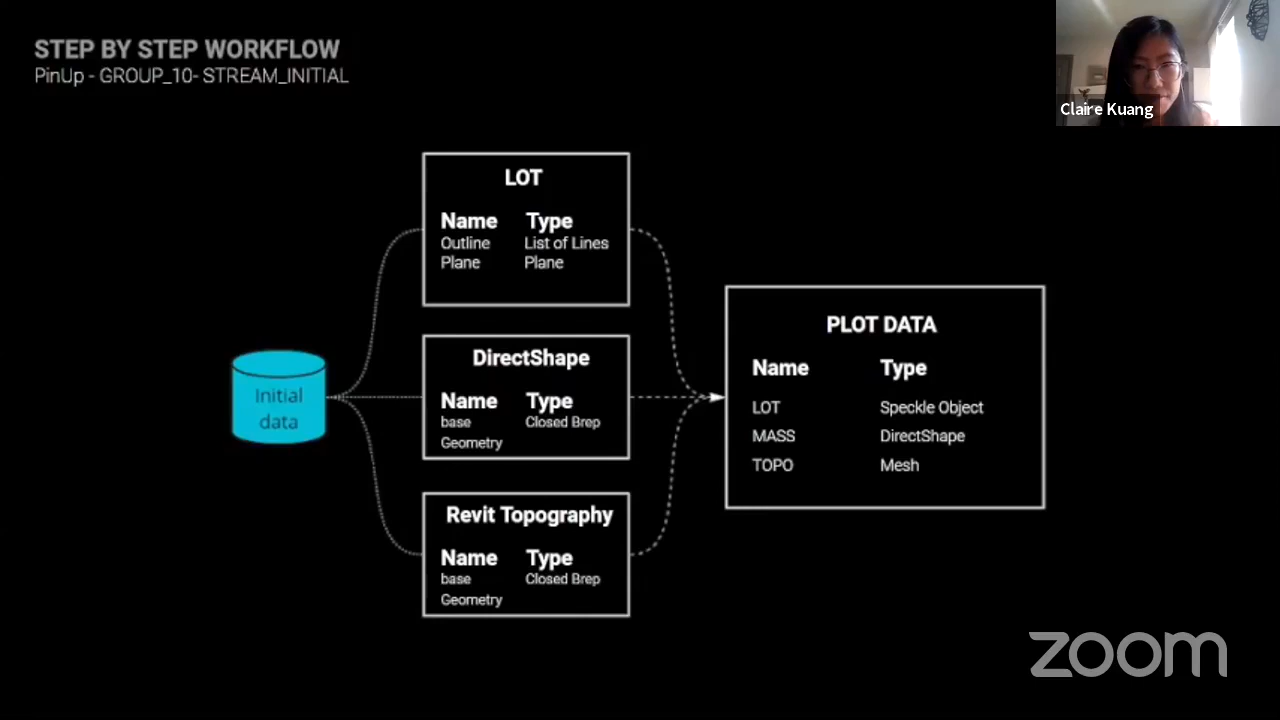 STEP BY STEP WORKFLOW
PinUp - GROUP_10- STREAM_INITIAL
Claire Kuang
LOT
Name Type
Outline List of Lines
Plane Plane
DirectShape
Name Type
base Closed Brep
Geometry
Revit Topography
Name Type
base Closed Brep
Geometry
Initial
data
PLOT DATA
Name Type
LOT Speckle Object
MASS DirectShape
TOPO Mesh
zoom